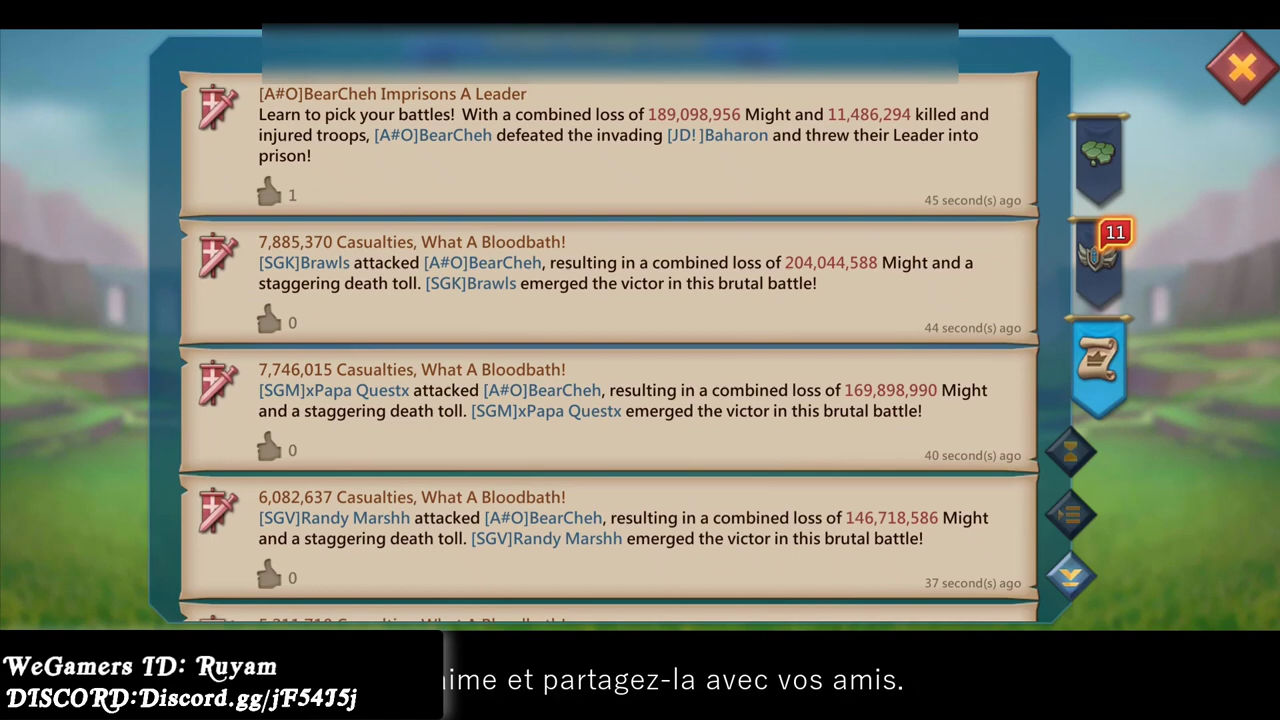 [A#O]BearCheh Imprisons A Leader
Learn to pick your battles! With a combined loss of 189,098,956 Might and 11,486,294 killed and
injured troops, [A#O]BearCheh defeated the invading [JD! ]Baharon and threw their Leader into
prison!
1
45 second(s) ago
7,885,370 Casualties, What A Bloodbath!
[SGK]Brawls attacked [A#O]BearCheh, resulting in a combined loss of 204,044,588 Might and a
staggering death toll. [SGK]Brawls emerged the victor in this brutal battle!
0
44 second(s) ago
11
7,746,015 Casualties, What A Bloodbath!
[SGM]xPapa Questx attacked [A#O]BearCheh, resulting in a combined loss of 169,898,990 Might
and a staggering death toll. [SGM]xPapa Questx emerged the victor in this brutal battle!
0
40 second(s) ago
6,082,637 Casualties, What A Bloodbath!
[SGV]Randy Marshh attacked [A#O]BearCheh, resulting in a combined loss of 146,718,586 Might
and a staggering death toll. [SGV]Randy Marshh emerged the victor in this brutal battle!
0
37 second(s) ago
Casualties, What A Bloodbath!
WeGamers ID: Ruyam
DISCORD:Discord.gg/jF54J5j
aime et partagez-la avec vos amis.